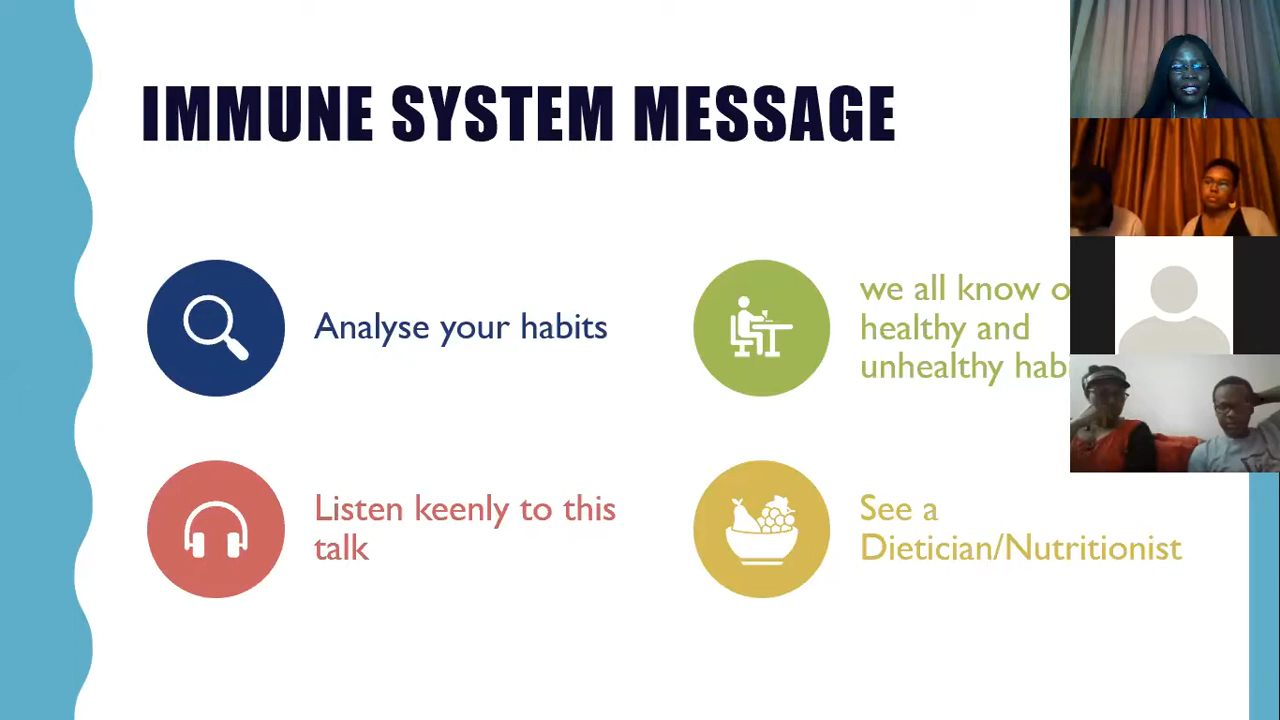 IMMUNE SYSTEM MESSAGE
Analyse your habits
we all know
healthy and
unhealthy
Listen keenly to this
talk
See a
Dietician/Nutritionist